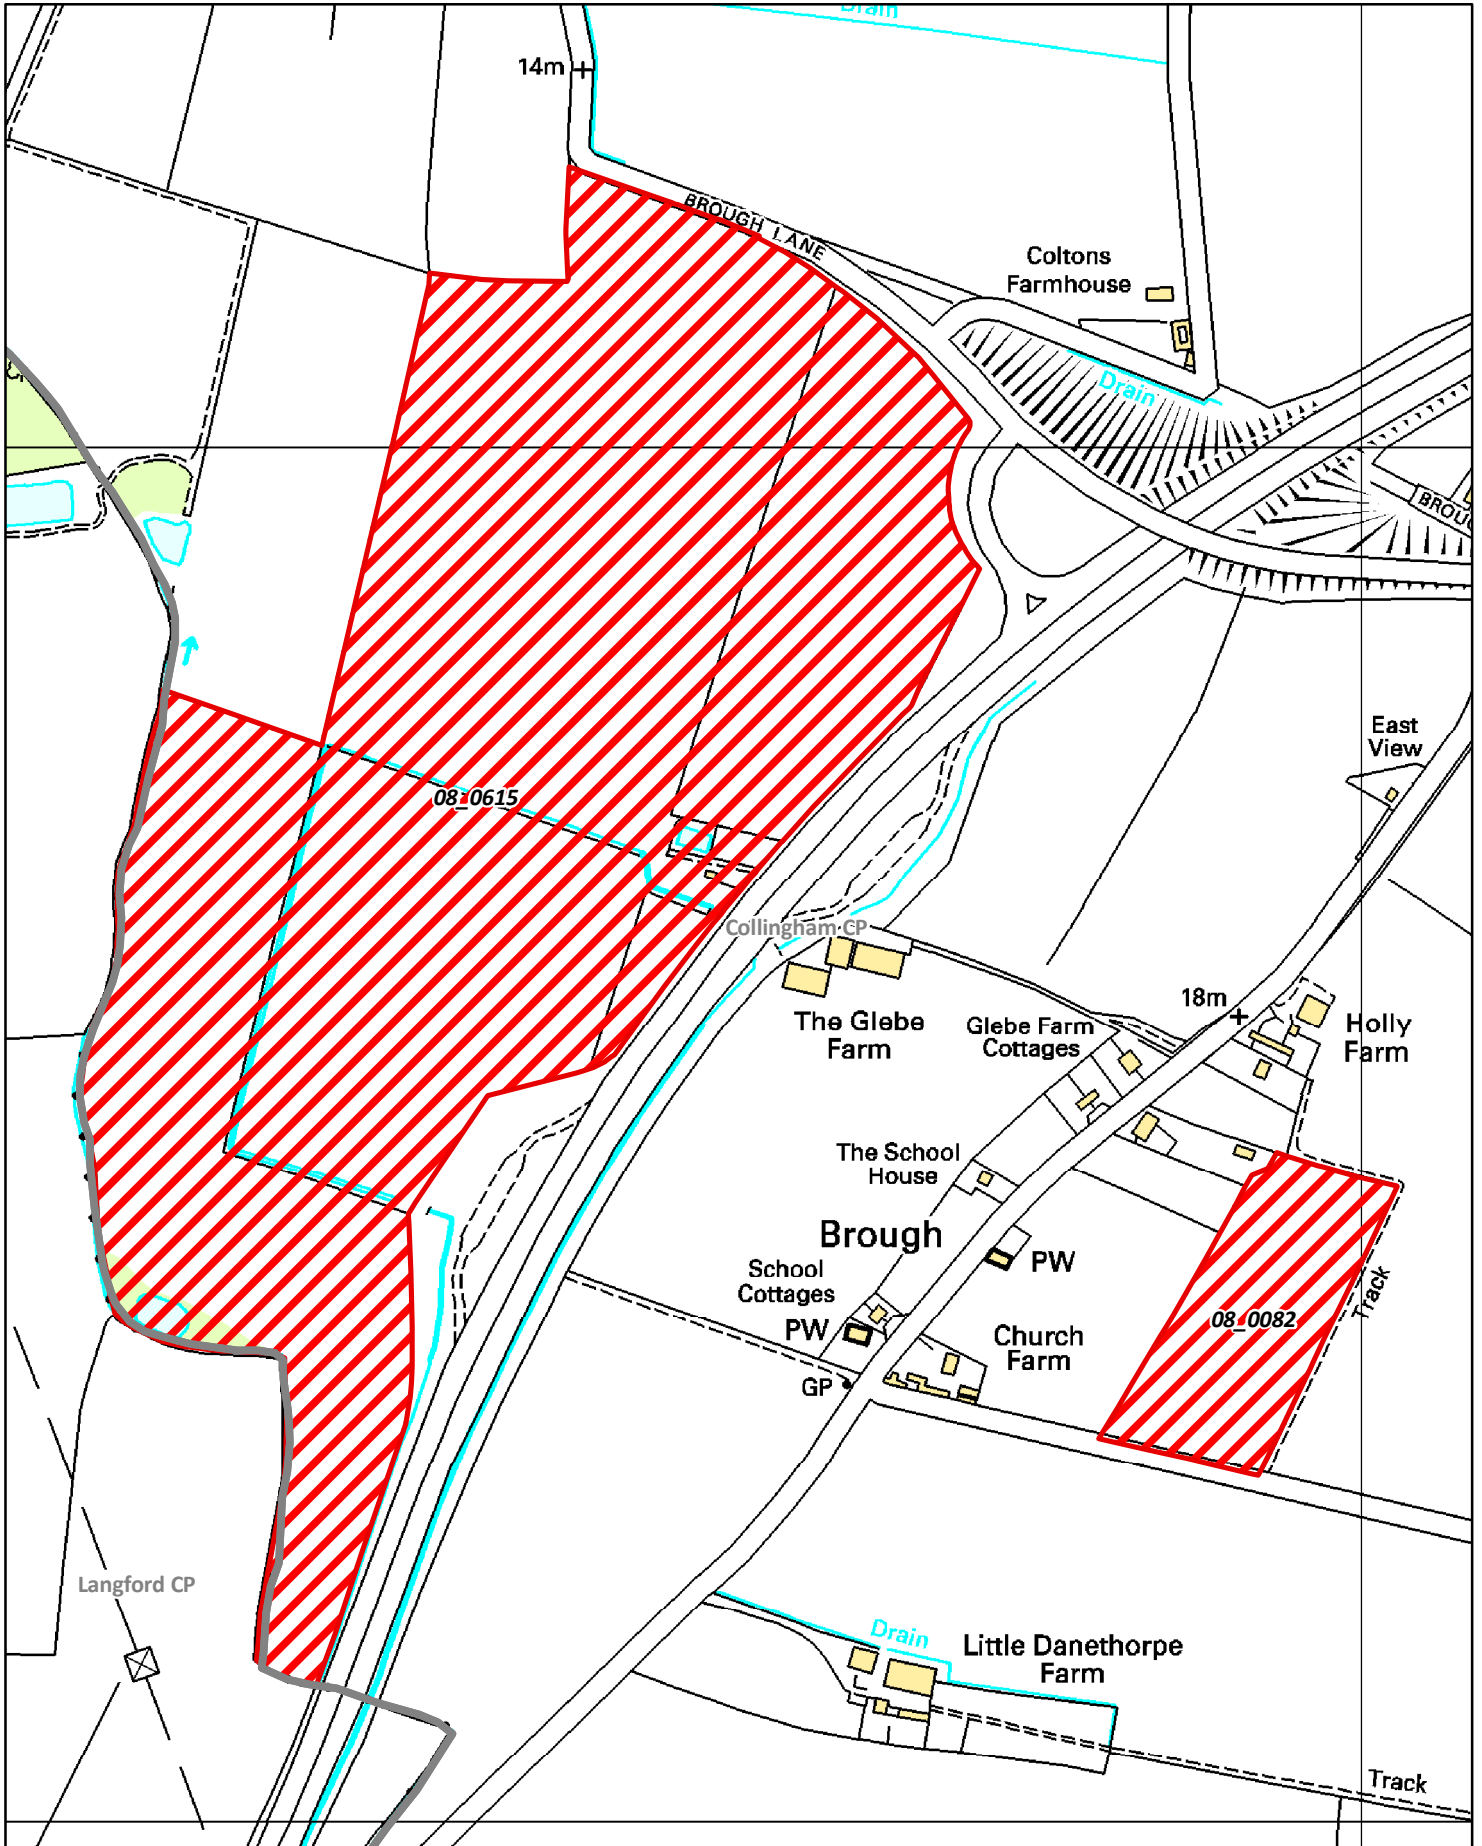 Drain
14m
BROUGH LANE
Coltons
Farmhouse
Drain
BROUG
East
View
08_0615
Collingham CP
18m
The Glebe
Farm
Glebe Farm
Cottages
Holly
Farm
The School
House
Brough
PW
School
Cottages
Track
08_0082
PW
Church
Farm
GP
Langford CP
Drain
Little Danethorpe
Farm
Track